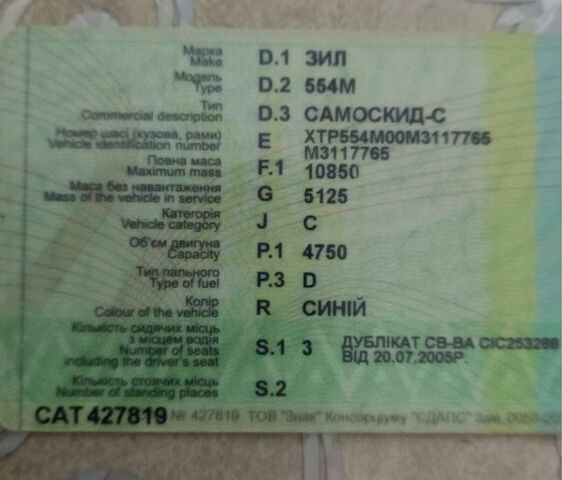 Марка
Make D.1 ЗИЛ
Модель
Type D.2 554М
Тип
Commercial description D.3 САМОСКИД-С
Номер шасі (кузова, рами)
Vehicle identification number E XTP554M00M3117765
M3117765
Повна маса
Maximum mass F.1 10850
Маса без навантаження
Mass of the vehicle in service G 5125
Категорія
Vehicle category J C
Об'єм двигуна
Capacity P.1 4750
Тип пального
Type of fuel P.3 D
Колір
Colour of the vehicle R СИНІЙ
Кількість сидячих місць
з місцем водія
Number of seats
including the driver's seat S.1 3 ДУБЛІКАТ СВ-ВА СІС253288
ВІД 20.07.2005Р.
Кількість стоячих місць
Number of standing places S.2
САТ 427819 № 427819 ТОВ "Знак" Консорціуму "ЄДАПС" Зам.